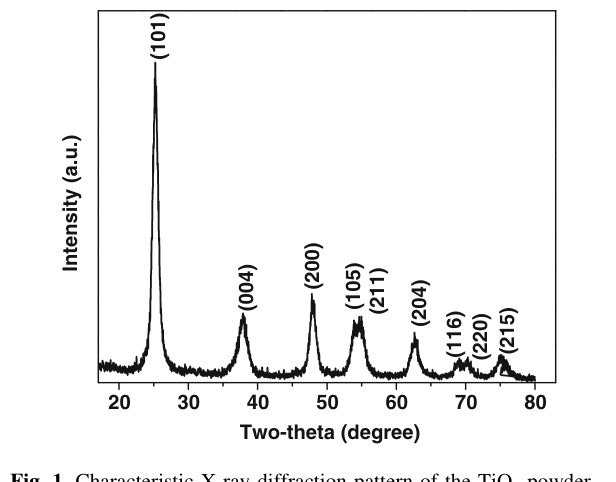 (101)
(004)
(200)
(105)
(211)
(204)
(116)
(220)
(215)
Intensity (a.u.)
20 30 40 50 60 70 80
Two-theta (degree)
Fig. 1 Characteristic X-ray diffraction pattern of the TiO₂ powder